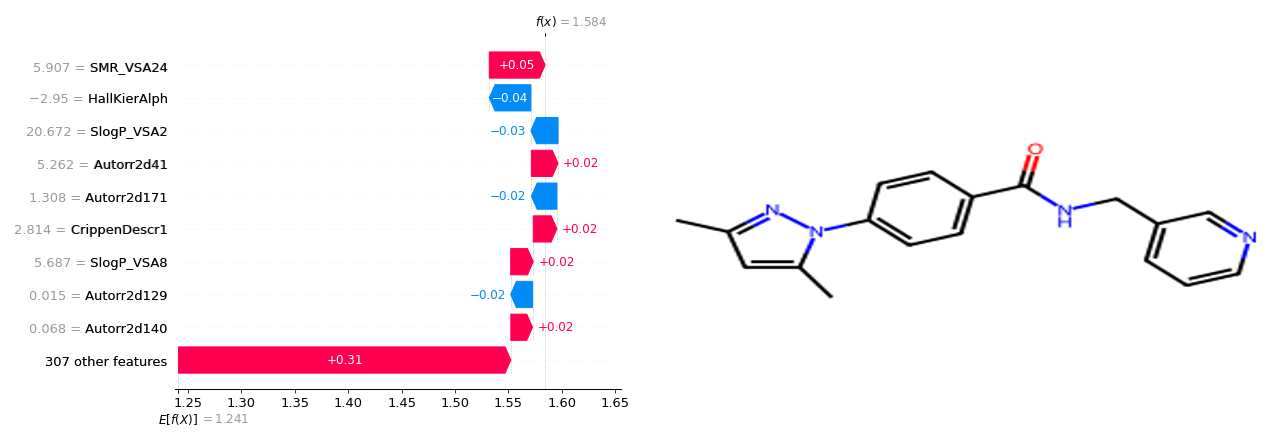 f(x) = 1.584
5.907 = SMR_VSA24 +0.05
−2.95 = HallKierAlph −0.04
20.672 = SlogP_VSA2 −0.03
5.262 = Autorr2d41 +0.02
1.308 = Autorr2d171 −0.02
2.814 = CrippenDescr1 +0.02
5.687 = SlogP_VSA8 +0.02
0.015 = Autorr2d129 −0.02
0.068 = Autorr2d140 +0.02
307 other features +0.31
1.25 1.30 1.35 1.40 1.45 1.50 1.55 1.60 1.65
E[f(X)] = 1.241
O
N
N
N
H
N